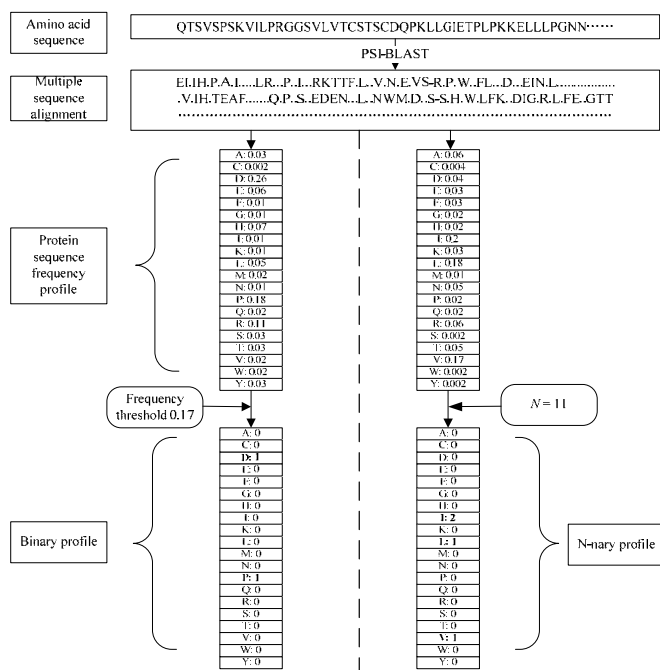 Amino acid
sequence
QTSVSPSKVILPRGGSVLVTCSTSCDQPKLLGIETPLPKKELLLPGNN······
PSI-BLAST
Multiple
sequence
alignment
EI.IH.P.A.I.....L.R...P..I...RKTTF..L..V..N.E.VS-R.P.W..FL...D...EIN.L................
.V.IH.TEAF.......Q.P..S..EDEN...L..NWM.D..S-S.H.W.LFK..DIG.R.L.FE..GTT
Protein
sequence
frequency
profile
A: 0.03
C: 0.002
D: 0.26
E: 0.06
F: 0.01
G: 0.01
H: 0.07
I: 0.01
K: 0.01
L: 0.05
M: 0.02
N: 0.01
P: 0.18
Q: 0.02
R: 0.11
S: 0.03
T: 0.03
V: 0.02
W: 0.02
Y: 0.03
A: 0.06
C: 0.004
D: 0.04
E: 0.03
F: 0.03
G: 0.02
H: 0.02
I: 0.2
K: 0.03
L: 0.18
M: 0.01
N: 0.05
P: 0.02
Q: 0.02
R: 0.06
S: 0.002
T: 0.05
V: 0.17
W: 0.002
Y: 0.002
Frequency
threshold 0.17
N = 11
Binary profile
A: 0
C: 0
D: 1
E: 0
F: 0
G: 0
H: 0
I: 0
K: 0
L: 0
M: 0
N: 0
P: 1
Q: 0
R: 0
S: 0
T: 0
V: 0
W: 0
Y: 0
A: 0
C: 0
D: 0
E: 0
F: 0
G: 0
H: 0
I: 2
K: 0
L: 1
M: 0
N: 0
P: 0
Q: 0
R: 0
S: 0
T: 0
V: 1
W: 0
Y: 0
N-nary profile